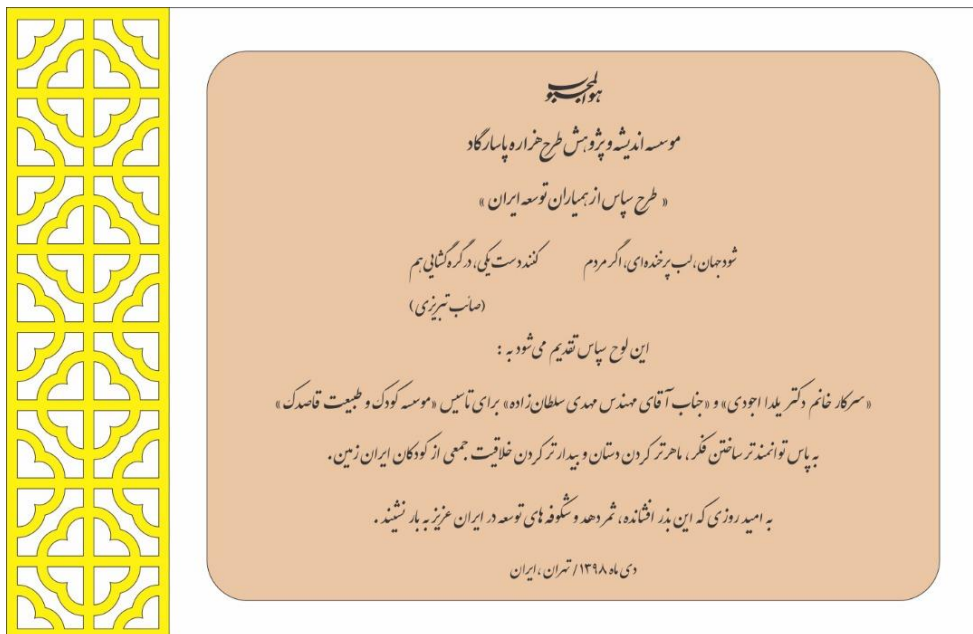 هوالمحبوب
موسسه اندیشه و پژوهش طرح هزاره پاسارگاد
« طرح سپاس از همیاران توسعه ایران »
شود جهان، لب پرخنده‌ای، اگر مردم کنند دست یکی، در گره گشایی هم
(صائب تبریزی)
این لوح سپاس تقدیم می‌شود به :
«سرکار خانم دکتر یلدا اجودی» و «جناب آقای مهندس مهدی سلطان‌زاده» برای تاسیس «موسسه کودک و طبیعت قاصدک»
به پاس توانمندتر ساختن فکر، ماهرتر کردن دستان و بیدارتر کردن خلاقیت جمعی از کودکان ایران زمین.
به امید روزی که این بذر افشانده، ثمر دهد و شکوفه های توسعه در ایران عزیز به بار نشیند.
دی ماه ۱۳۹۸ / تهران ، ایران